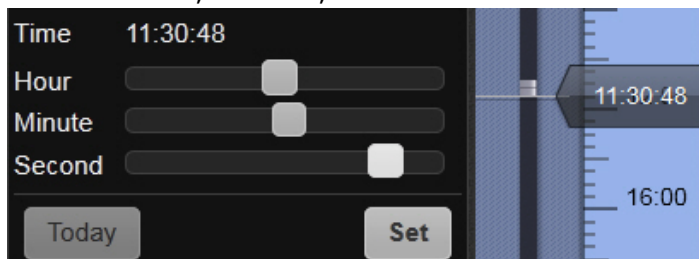 Time 11:30:48
Hour
11:30:48
Minute
Second
16:00
Today Set